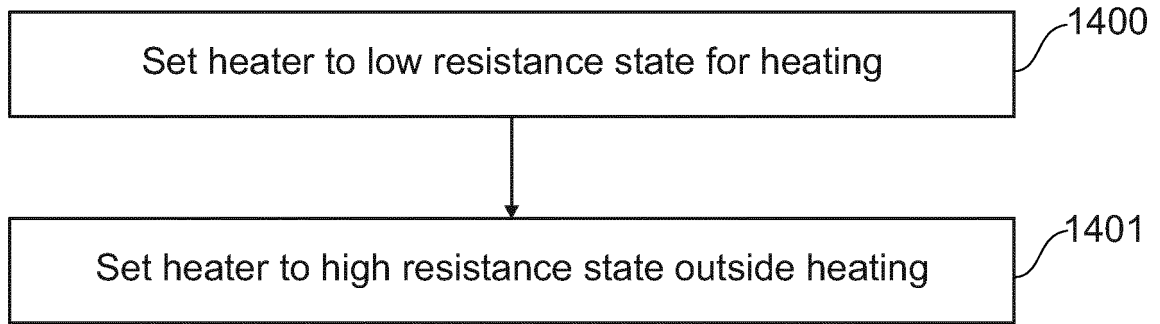 1400
Set heater to low resistance state for heating
1401
Set heater to high resistance state outside heating